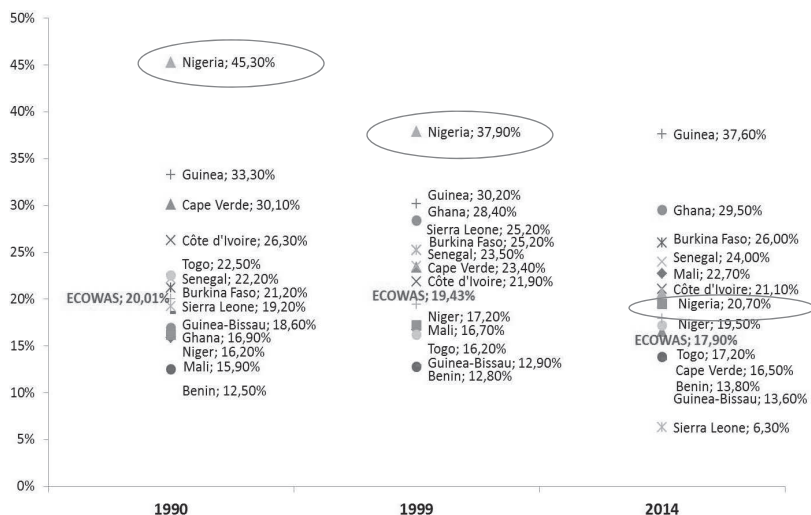 50%
45%
40%
35%
30%
25%
20%
15%
10%
5%
0%
Nigeria; 45,30%
Guinea; 33,30%
Cape Verde; 30,10%
Côte d'Ivoire; 26,30%
Togo; 22,50%
Senegal; 22,20%
Burkina Faso; 21,20%
ECOWAS; 20,01%
Sierra Leone; 19,20%
Guinea-Bissau; 18,60%
Ghana; 16,90%
Niger; 16,20%
Mali; 15,90%
Benin; 12,50%
1990
Nigeria; 37,90%
Guinea; 30,20%
Ghana; 28,40%
Sierra Leone; 25,20%
Burkina Faso; 25,20%
Senegal; 23,50%
Cape Verde; 23,40%
Côte d'Ivoire; 21,90%
ECOWAS; 19,43%
Niger; 17,20%
Mali; 16,70%
Togo; 16,20%
Guinea-Bissau; 12,90%
Benin; 12,80%
1999
Guinea; 37,60%
Ghana; 29,50%
Burkina Faso; 26,00%
Senegal; 24,00%
Mali; 22,70%
Côte d'Ivoire; 21,10%
Nigeria; 20,70%
Niger; 19,50%
ECOWAS; 17,90%
Togo; 17,20%
Cape Verde; 16,50%
Benin; 13,80%
Guinea-Bissau; 13,60%
Sierra Leone; 6,30%
2014